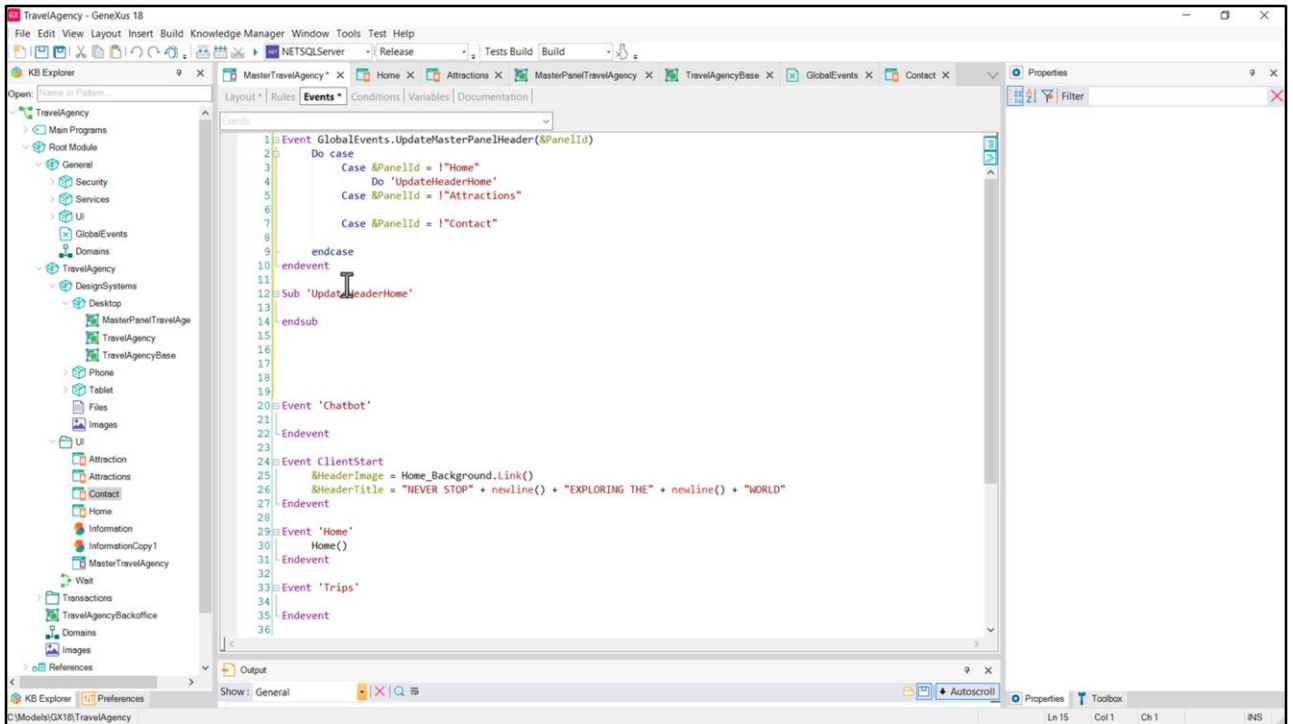 TravelAgency - GeneXus 18
File Edit View Layout Insert Build Knowledge Manager Window Tools Test Help
NETSQLServer Release Tests Build Build
KB Explorer
Open: Name or Pattern...
TravelAgency
Main Programs
Root Module
General
Security
Services
UI
GlobalEvents
Domains
TravelAgency
DesignSystems
Desktop
MasterPanelTravelAge
TravelAgency
TravelAgencyBase
Phone
Tablet
Files
Images
UI
Attraction
Attractions
Contact
Home
Information
InformationCopy1
MasterTravelAgency
Wait
Transactions
TravelAgencyBackoffice
Domains
Images
References
KB Explorer Preferences
MasterTravelAgency * Home Attractions MasterPanelTravelAgency TravelAgencyBase GlobalEvents Contact
Layout * Rules Events * Conditions Variables Documentation
Events
1 Event GlobalEvents.UpdateMasterPanelHeader(&PanelId)
2 Do case
3 Case &PanelId = !"Home"
4 Do 'UpdateHeaderHome'
5 Case &PanelId = !"Attractions"
6
7 Case &PanelId = !"Contact"
8
9 endcase
10 endevent
11
12 Sub 'UpdateHeaderHome'
13
14 endsub
15
16
17
18
19
20 Event 'Chatbot'
21
22 Endevent
23
24 Event ClientStart
25 &HeaderImage = Home_Background.Link()
26 &HeaderTitle = "NEVER STOP" + newline() + "EXPLORING THE" + newline() + "WORLD"
27 Endevent
28
29 Event 'Home'
30 Home()
31 Endevent
32
33 Event 'Trips'
34
35 Endevent
36
Output
Show: General
Autoscroll
Properties
Filter
Properties Toolbox
C:\Models\GX18\TravelAgency
Ln 15 Col 1 Ch 1 INS